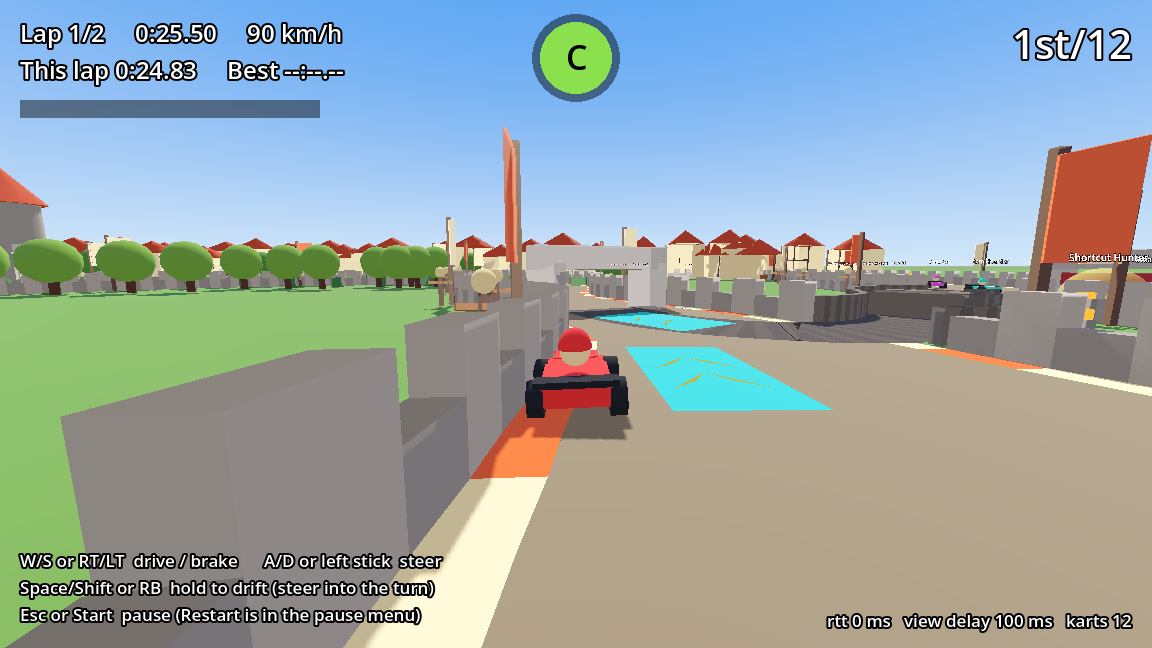 Lap 1/2 0:25.50 90 km/h
This lap 0:24.83 Best --:--.--
C
1st/12
Shortcut
W/S or RT/LT drive / brake A/D or left stick steer
Space/Shift or RB hold to drift (steer into the turn)
Esc or Start pause (Restart is in the pause menu)
rtt 0 ms view delay 100 ms karts 12